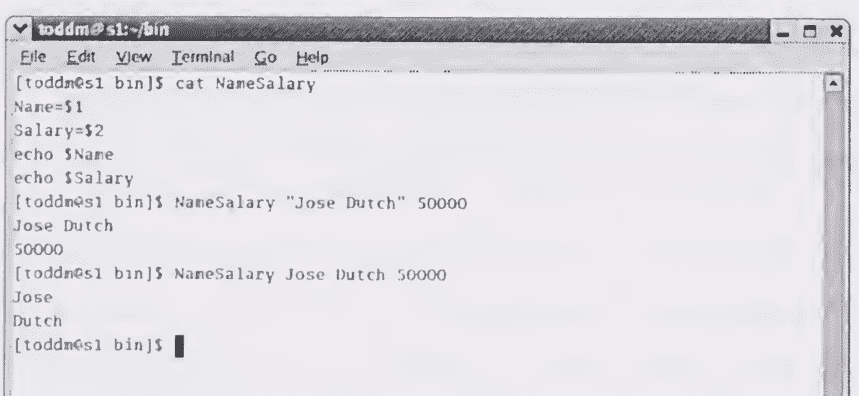 toddm@s1:~/bin
File Edit View Terminal Go Help
[toddm@s1 bin]$ cat NameSalary
Name=$1
Salary=$2
echo $Name
echo $Salary
[toddm@s1 bin]$ NameSalary "Jose Dutch" 50000
Jose Dutch
50000
[toddm@s1 bin]$ NameSalary Jose Dutch 50000
Jose
Dutch
[toddm@s1 bin]$